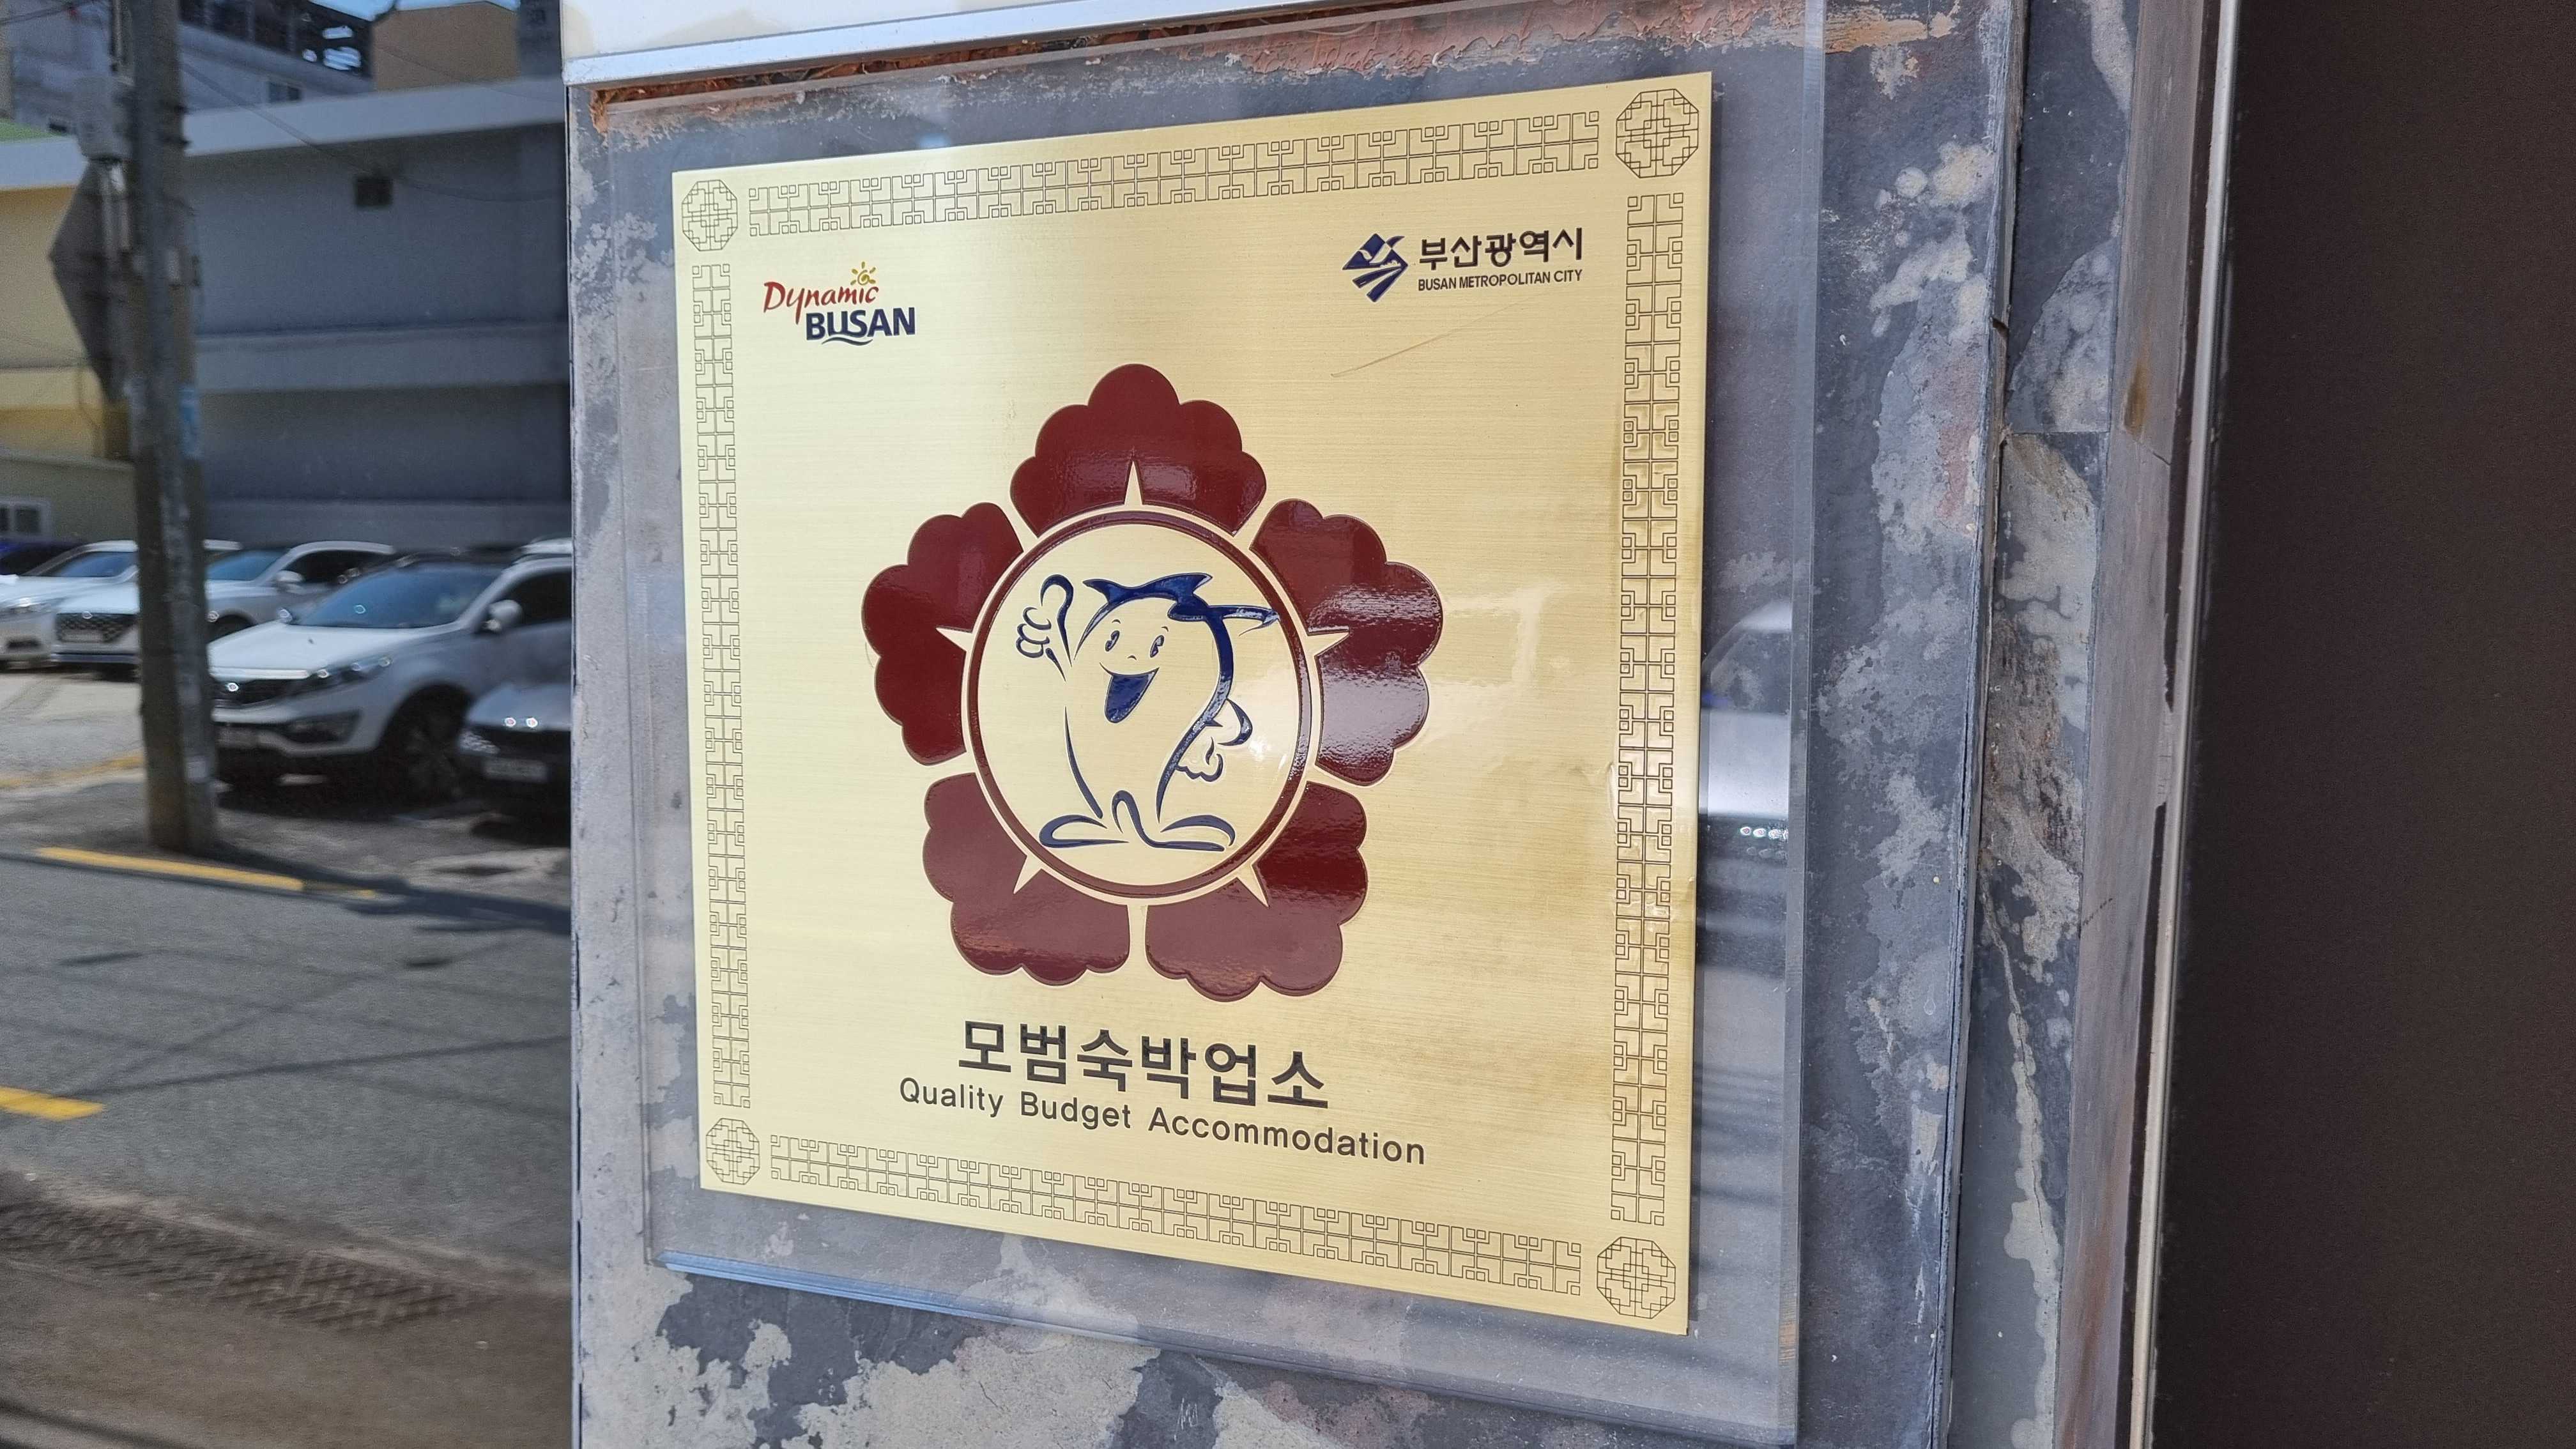 Dynamic
BUSAN
부산광역시
BUSAN METROPOLITAN CITY
모범숙박업소
Quality Budget Accommodation